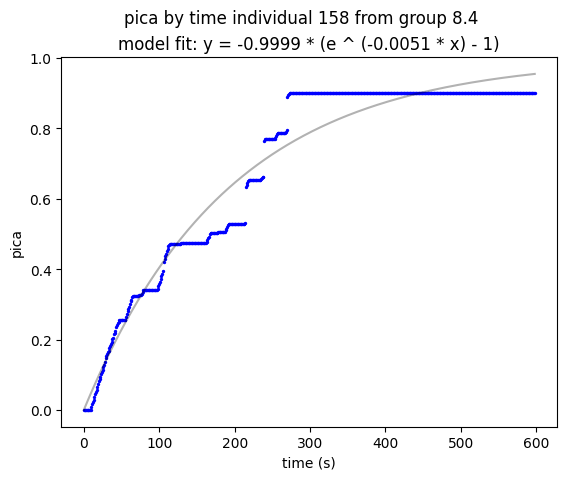 pica by time individual 158 from group 8.4
model fit: y = -0.9999 * (e ^ (-0.0051 * x) - 1)
1.0
0.8
0.6
0.4
0.2
0.0
pica
0 100 200 300 400 500 600
time (s)